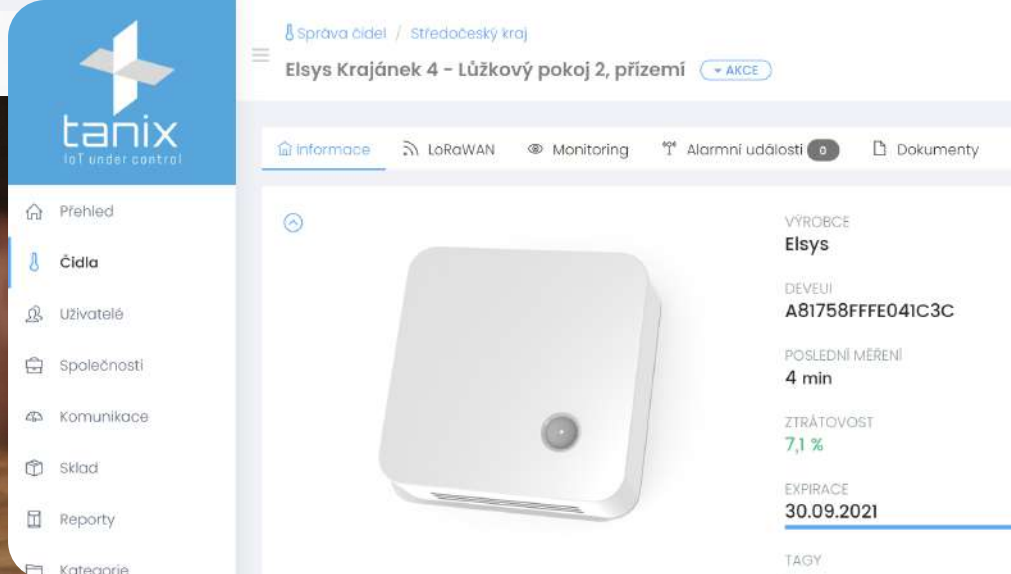 tanix
IoT under control
Přehled
Čidla
Uživatelé
Společnosti
Komunikace
Sklad
Reporty
Kategorie
Správa čidel / Středočeský kraj
Elsys Krajánek 4 - Lůžkový pokoj 2, přízemí AKCE
Informace LoRaWAN Monitoring Alarmní události 0 Dokumenty
VÝROBCE
Elsys
DEVEUI
A81758FFFE041C3C
POSLEDNÍ MĚŘENÍ
4 min
ZTRÁTOVOST
7,1 %
EXPIRACE
30.09.2021
TAGY